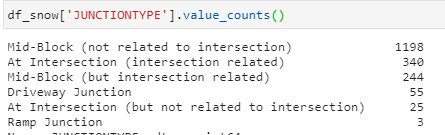 df_snow['JUNCTIONTYPE'].value_counts()
Mid-Block (not related to intersection) 1198
At Intersection (intersection related) 340
Mid-Block (but intersection related) 244
Driveway Junction 55
At Intersection (but not related to intersection) 25
Ramp Junction 3